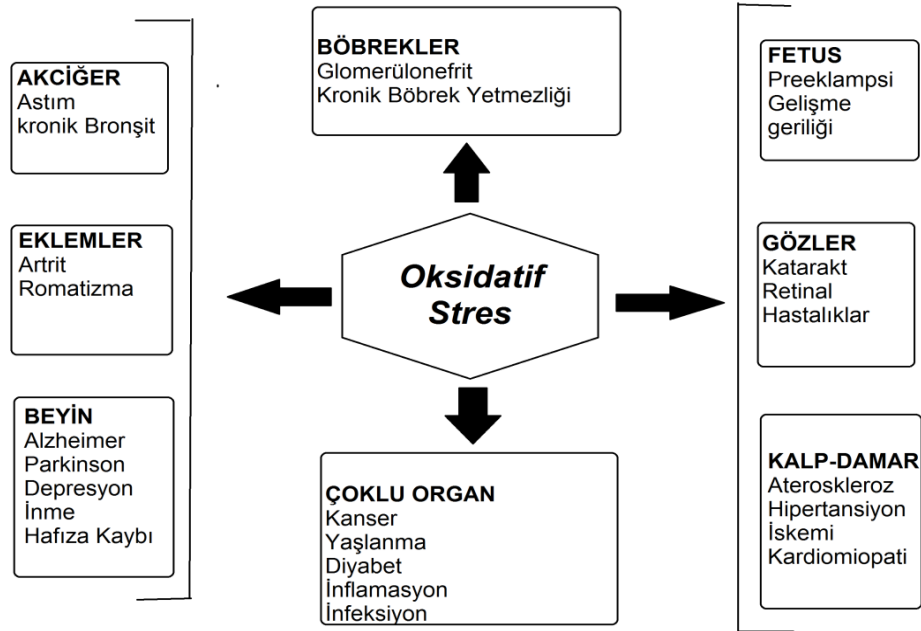 AKCİĞER
Astım
kronik Bronşit
EKLEMLER
Artrit
Romatizma
BEYİN
Alzheimer
Parkinson
Depresyon
İnme
Hafıza Kaybı
BÖBREKLER
Glomerülonefrit
Kronik Böbrek Yetmezliği
Oksidatif
Stres
ÇOKLU ORGAN
Kanser
Yaşlanma
Diyabet
İnflamasyon
İnfeksiyon
FETUS
Preeklampsi
Gelişme
geriliği
GÖZLER
Katarakt
Retinal
Hastalıklar
KALP-DAMAR
Ateroskleroz
Hipertansiyon
İskemi
Kardiomiopati